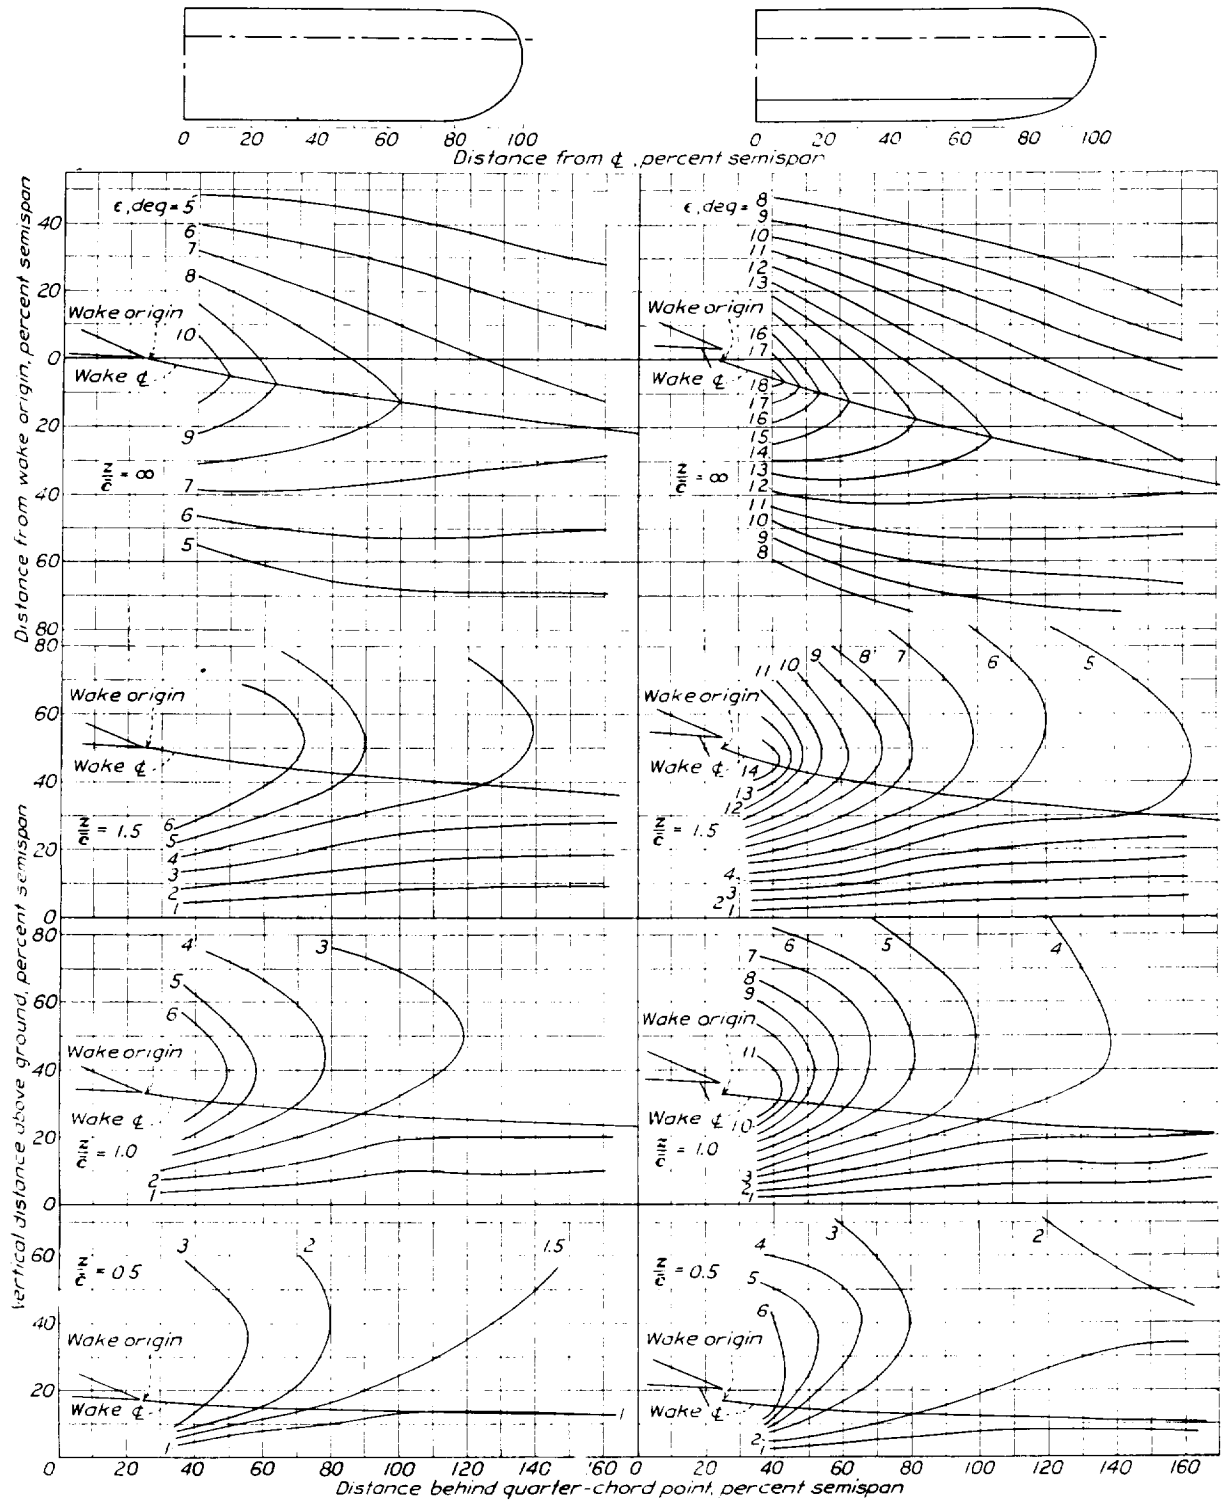 0 20 40 60 80 100
0 20 40 60 80 100
Distance from ℄, percent semispan
Distance from wake origin, percent semispan
40
20
0
20
40
60
80
ϵ, deg = 5
6
7
8
10
9
7
6
5
Wake origin
Wake ℄
z/c̄ = ∞
ϵ, deg = 8
9
10
11
12
13
16
17
18
17
16
15
14
13
12
11
10
9
8
Wake origin
Wake ℄
z/c̄ = ∞
Vertical distance above ground, percent semispan
80
60
40
20
0
Wake origin
Wake ℄
z/c̄ = 1.5
6
5
4
3
2
1
11 10 9 8 7 6 5
Wake origin
Wake ℄
z/c̄ = 1.5
14
13
12
4
3
2
1
80
60
40
20
0
4 3
5
6
Wake origin
Wake ℄
z/c̄ = 1.0
2
1
6 5 4
7
8
9
Wake origin
11
Wake ℄
10
z/c̄ = 1.0
3
2
1
60
40
20
0
3 2 1.5
z/c̄ = 0.5
Wake origin
Wake ℄
1
1
4 3 2
z/c̄ = 0.5
5
6
Wake origin
Wake ℄
2
1
0 20 40 60 80 100 120 140 160
0 20 40 60 80 100 120 140 160
Distance behind quarter-chord point, percent semispan